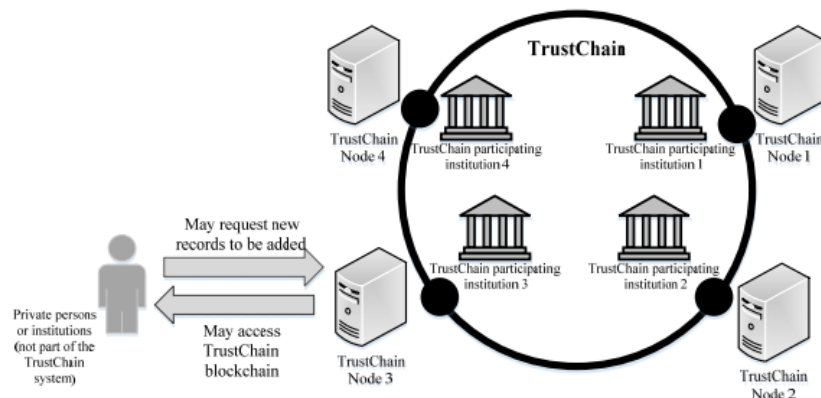 TrustChain
TrustChain
Node 4
TrustChain participating
institution 4
TrustChain participating
institution 1
TrustChain
Node 1
May request new
records to be added
TrustChain participating
institution 3
TrustChain participating
institution 2
Private persons
or institutions
(not part of the
TrustChain
system)
May access
TrustChain
blockchain
TrustChain
Node 3
TrustChain
Node 2